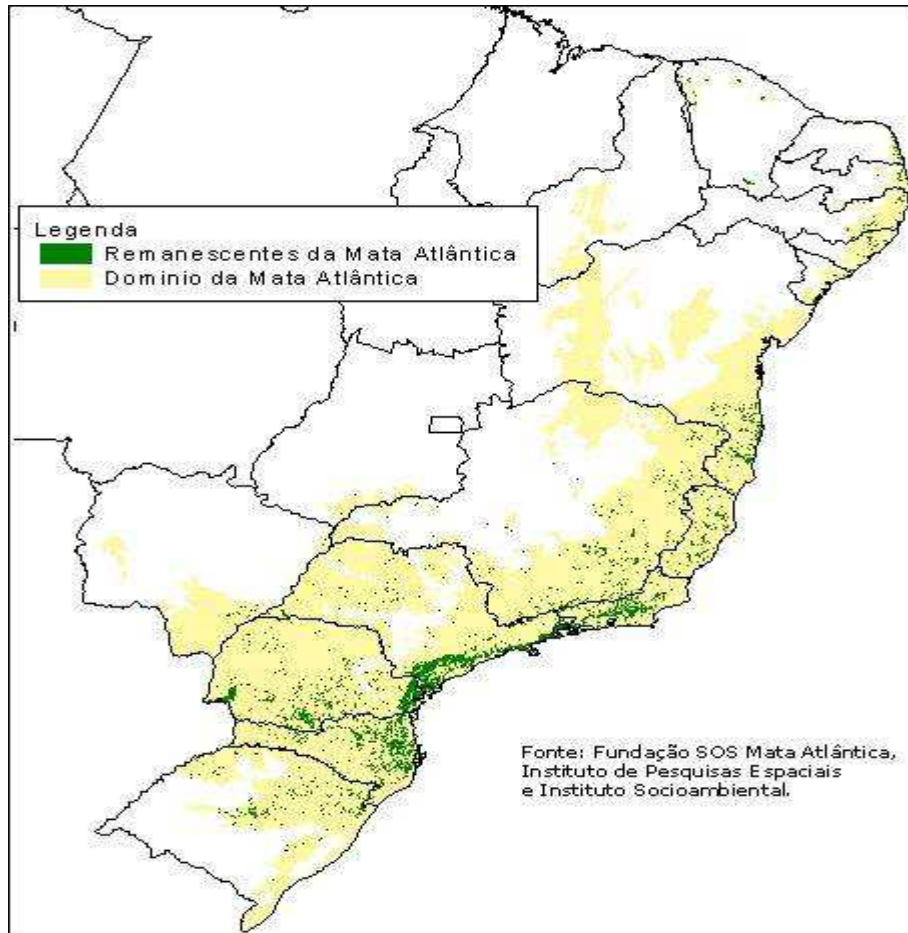 Legenda
Remanescentes da Mata Atlântica
Dominio da Mata Atlântica
Fonte: Fundação SOS Mata Atlântica,
Instituto de Pesquisas Espaciais
e Instituto Socioambiental.